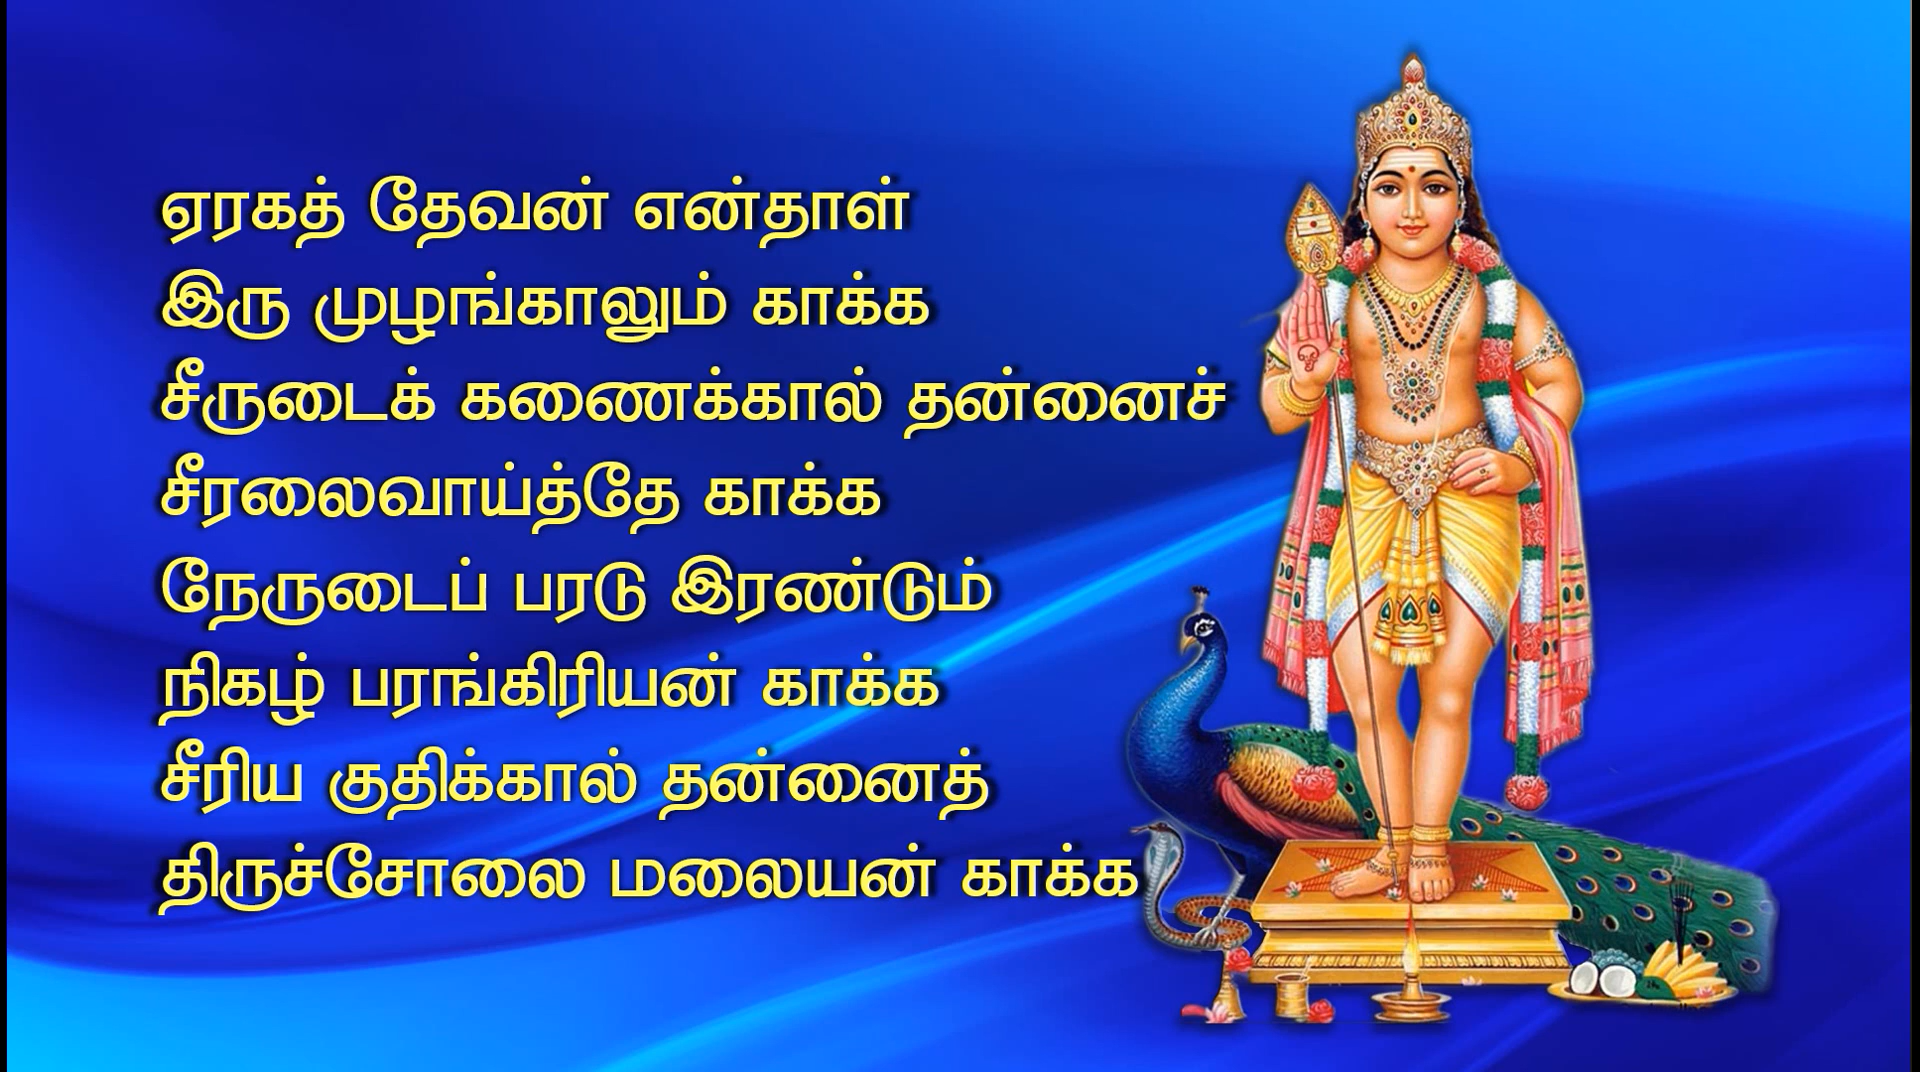 ஏரகத் தேவன் என்தாள்
இரு முழங்காலும் காக்க
சீருடைக் கணைக்கால் தன்னைச்
சீரலைவாய்த்தே காக்க
நேருடைப் பரடு இரண்டும்
நிகழ் பரங்கிரியன் காக்க
சீரிய குதிக்கால் தன்னைத்
திருச்சோலை மலையன் காக்க